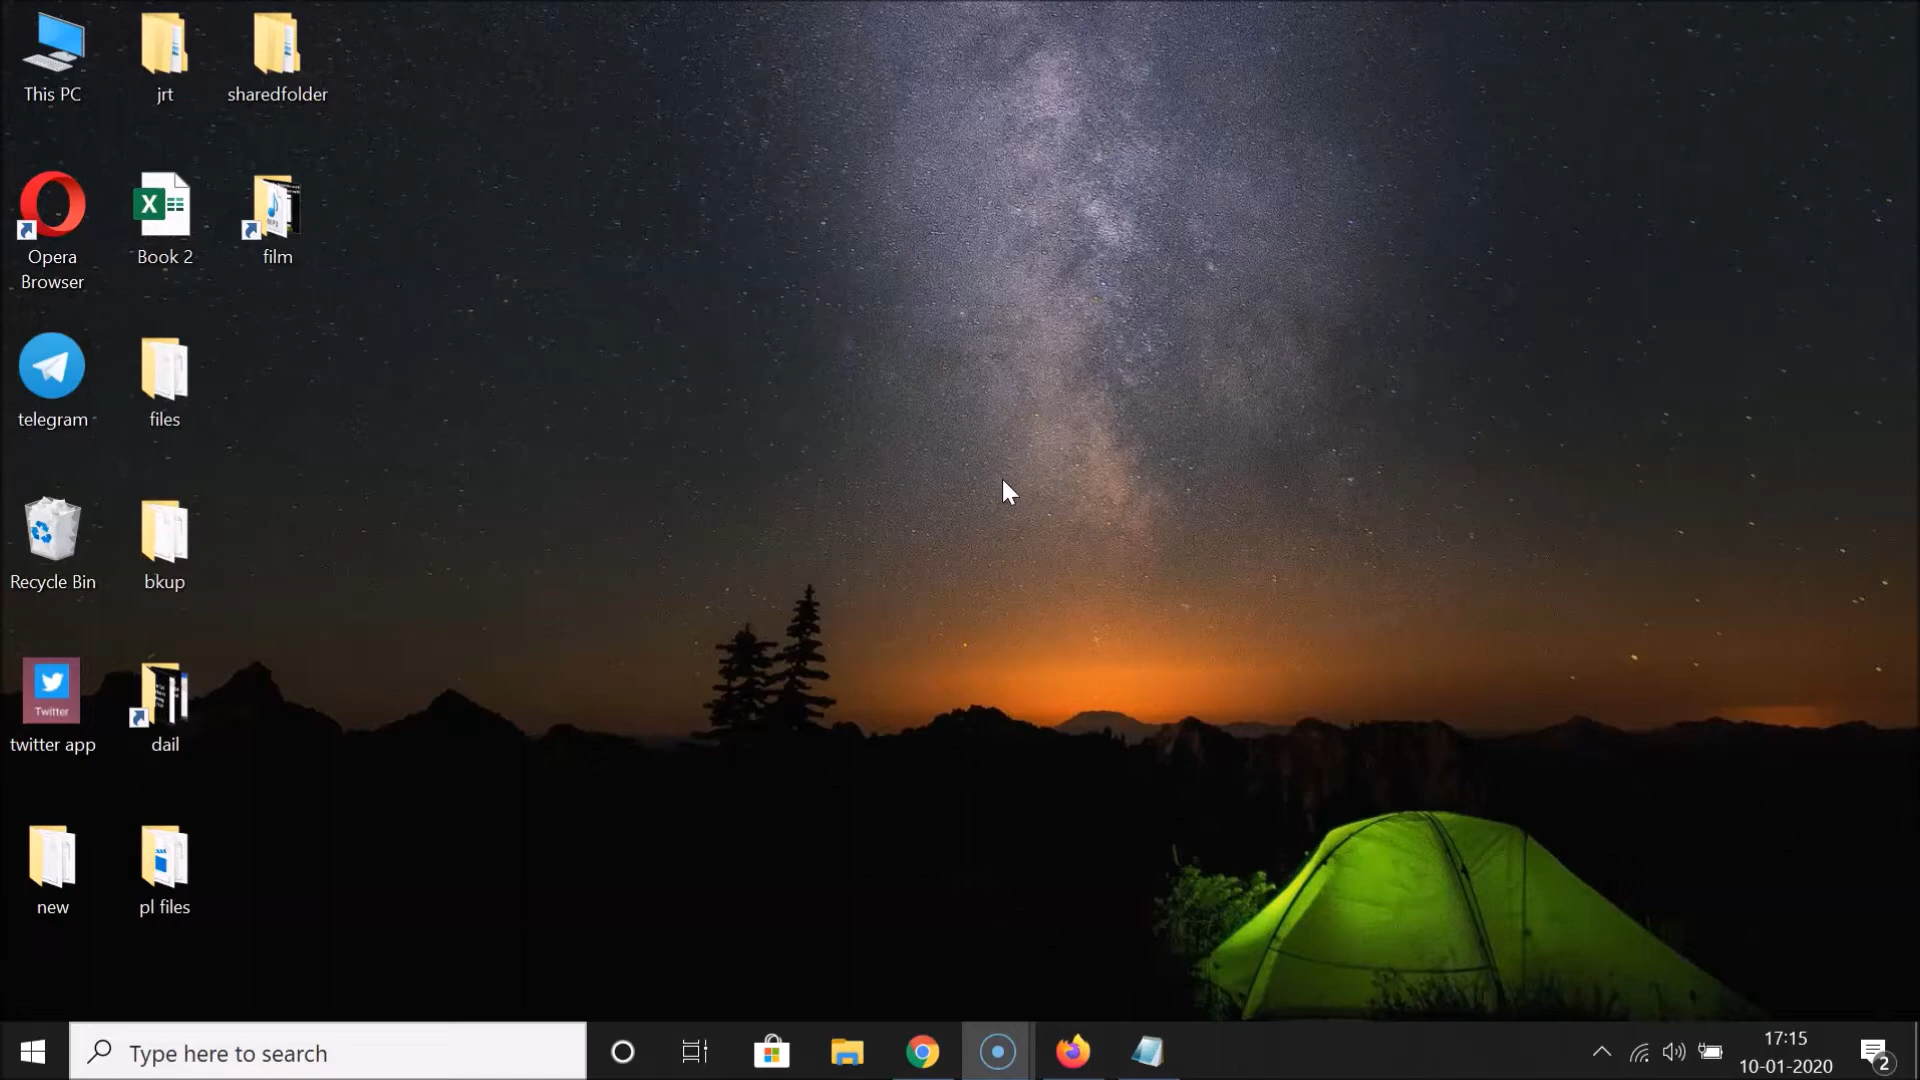 This PC
jrt
sharedfolder
Opera
Browser
Book 2
film
telegram
files
Recycle Bin
bkup
Twitter
twitter app
dail
new
pl files
Type here to search
17:15
10-01-2020
2